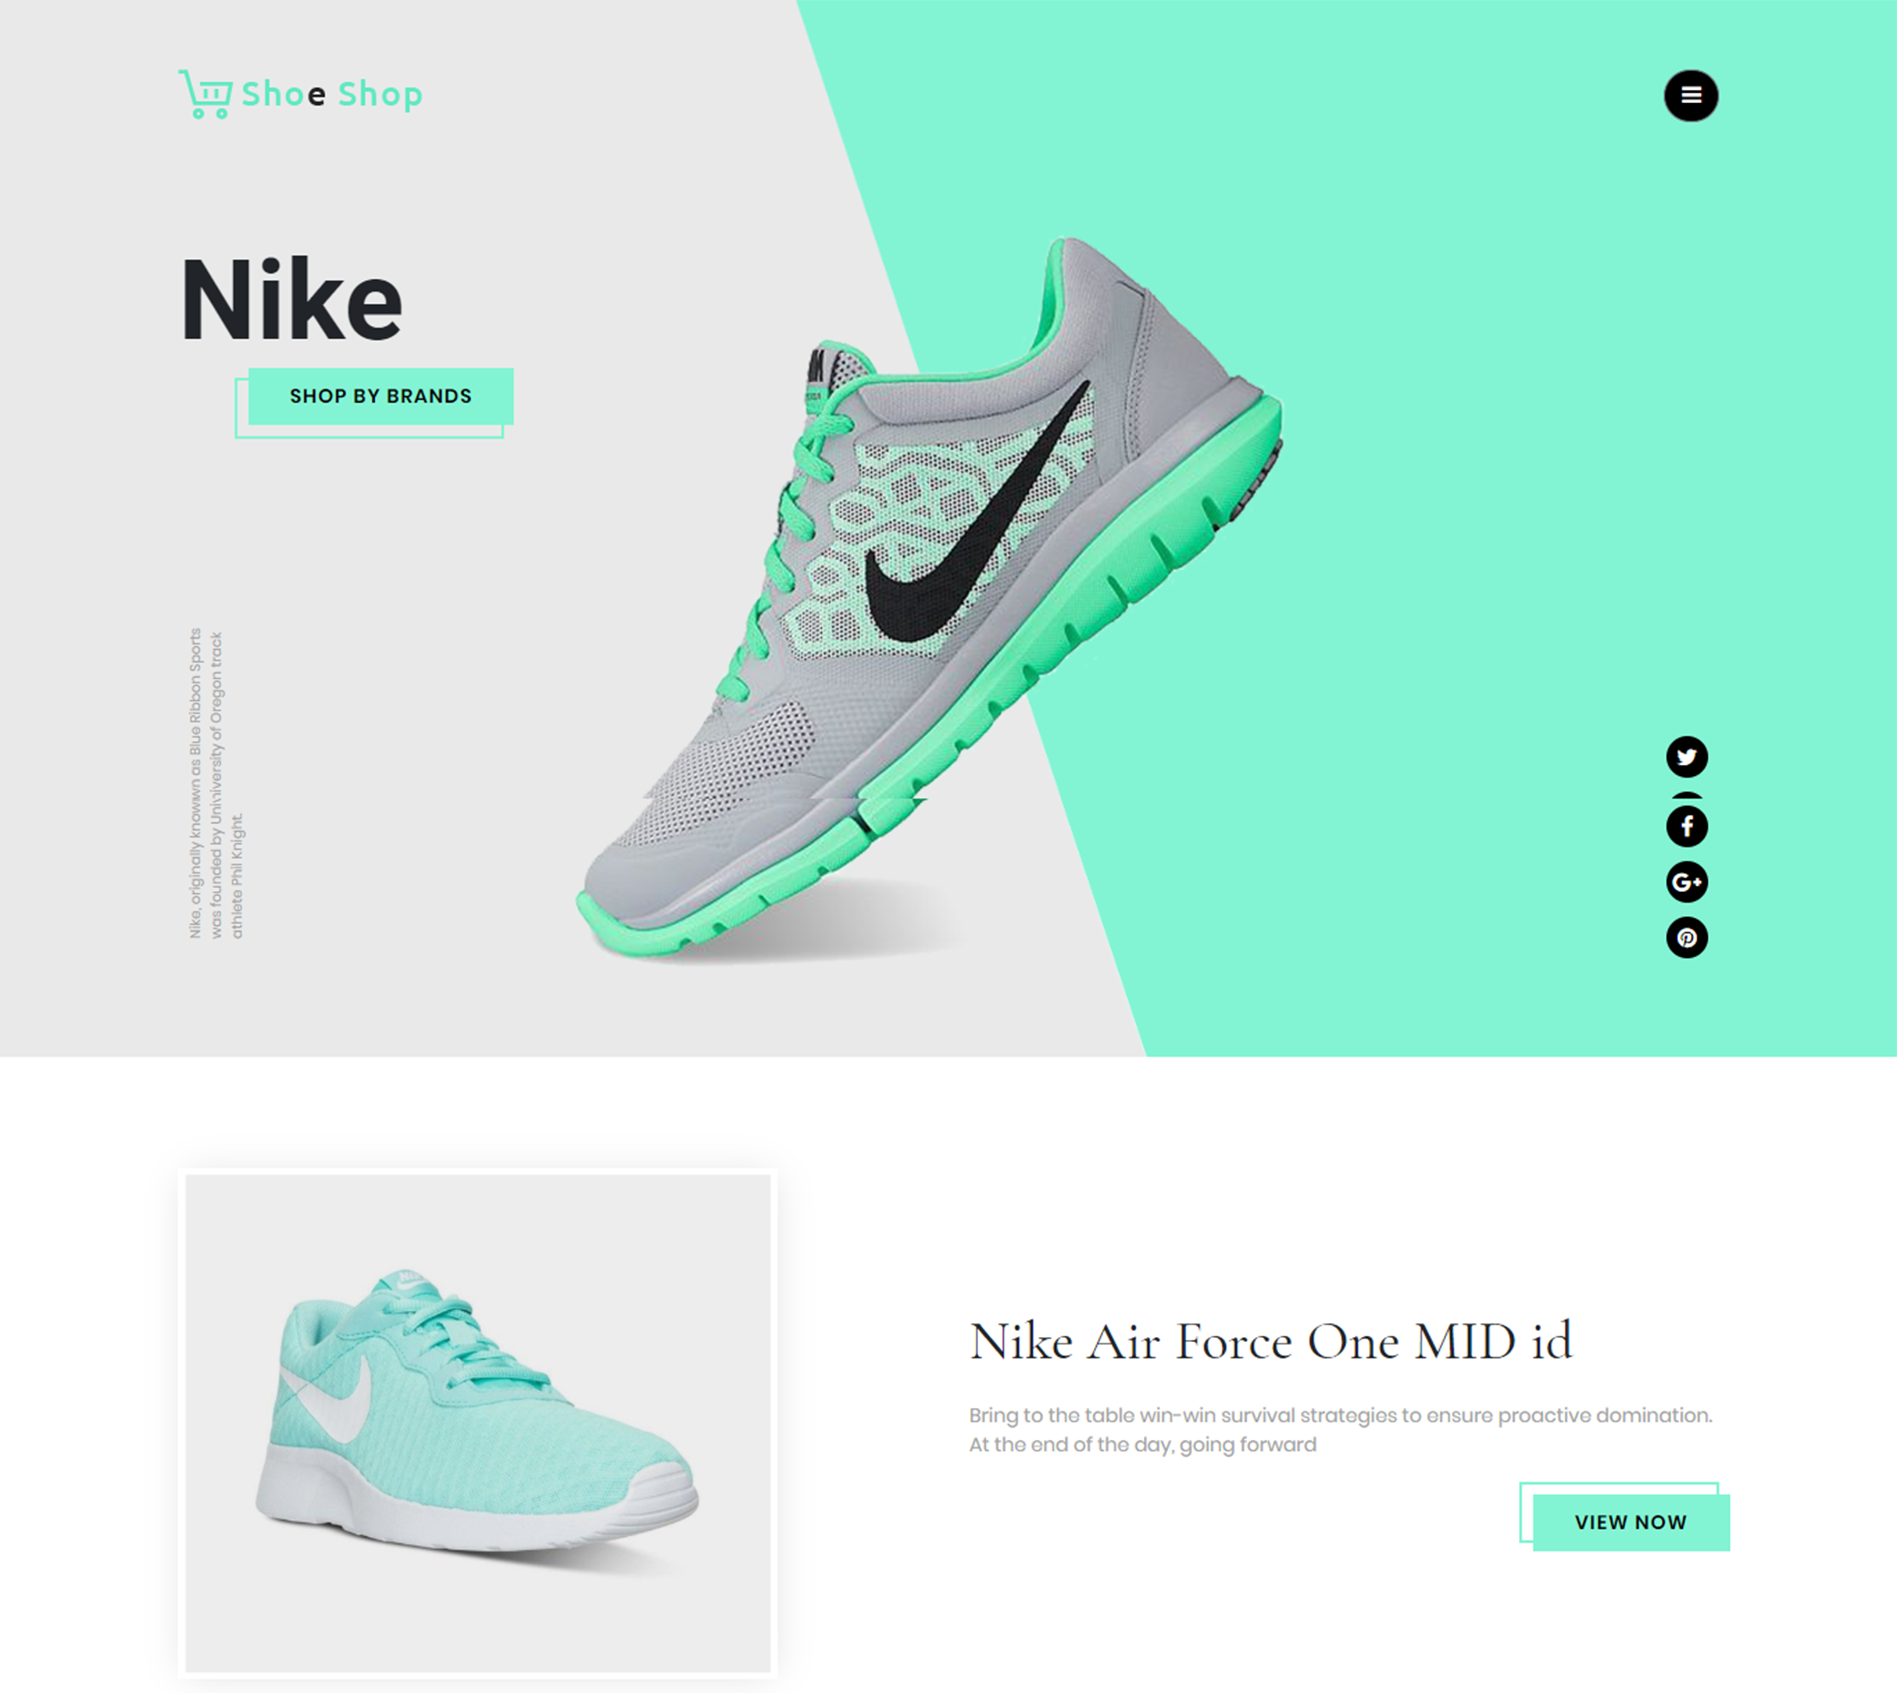 Shoe Shop
Nike
SHOP BY BRANDS
Nike, originally knowwn as Blue Ribbon Sports
was founded by Uniniversity of Oregon track
athlete Phil Knight.
Nike Air Force One MID id
Bring to the table win-win survival strategies to ensure proactive domination.
At the end of the day, going forward
VIEW NOW